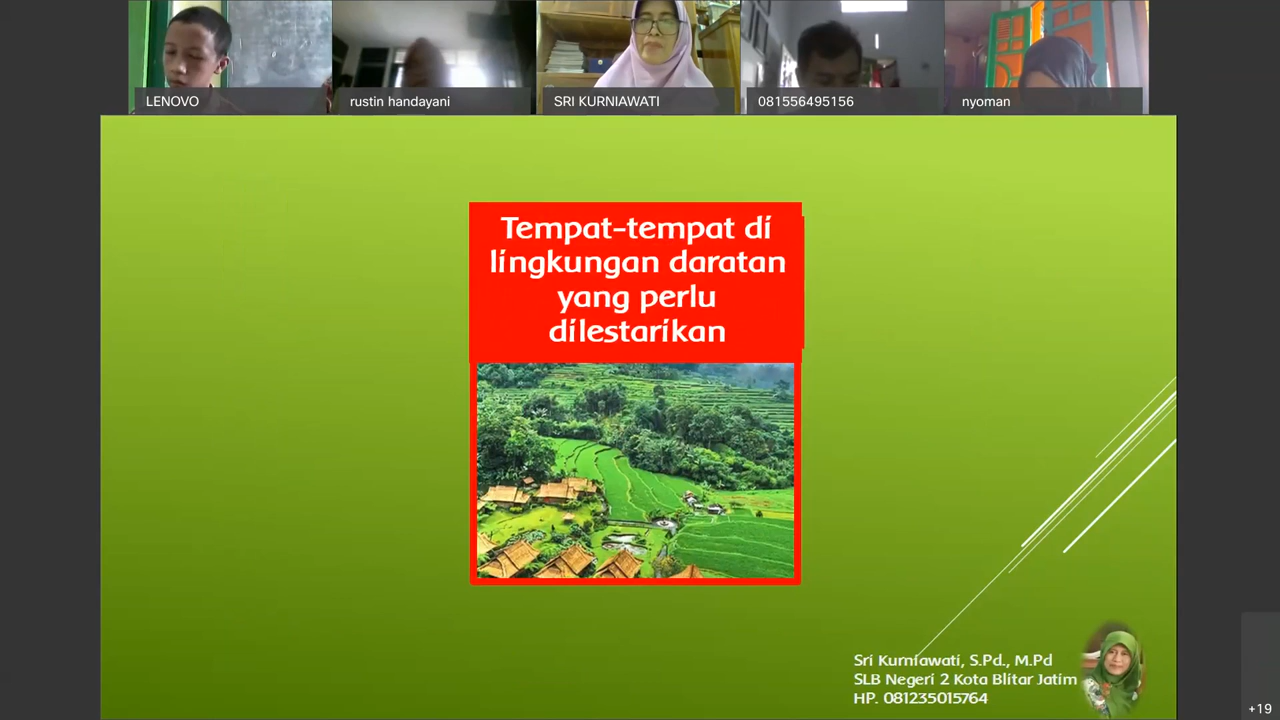 LENOVO
rustin handayani
SRI KURNIAWATI
081556495156
nyoman
Tempat-tempat di
lingkungan daratan
yang perlu
dilestarikan
Sri Kurniawati, S.Pd., M.Pd
SLB Negeri 2 Kota Blitar Jatim
HP. 081235015764
+19